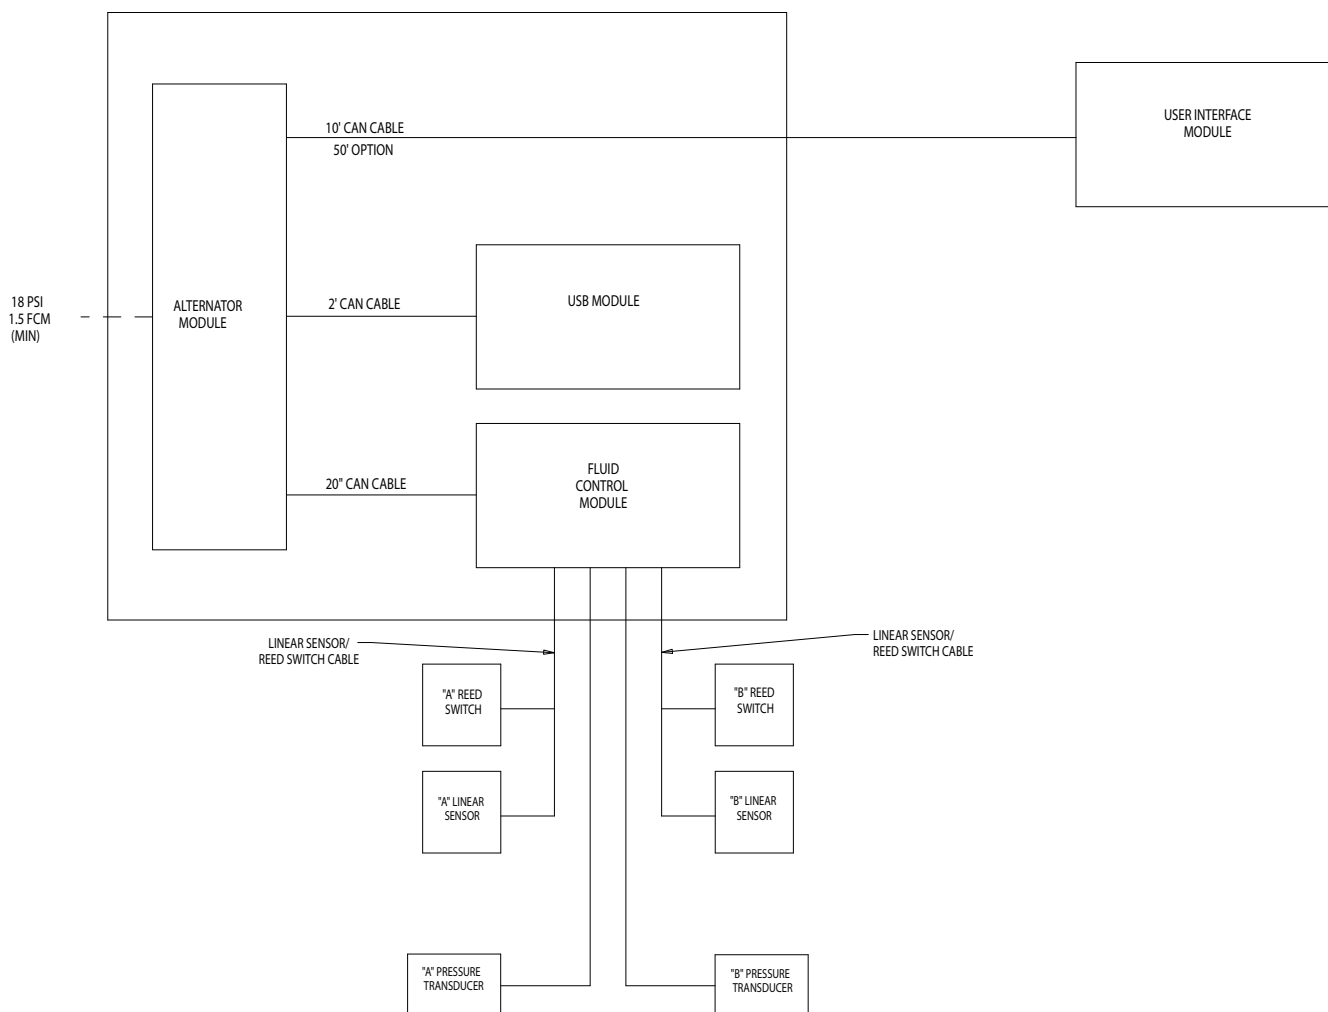 10' CAN CABLE
50' OPTION
USER INTERFACE
MODULE
18 PSI
1.5 FCM
(MIN)
ALTERNATOR
MODULE
2' CAN CABLE
USB MODULE
20" CAN CABLE
FLUID
CONTROL
MODULE
LINEAR SENSOR/
REED SWITCH CABLE
LINEAR SENSOR/
REED SWITCH CABLE
"A" REED
SWITCH
"B" REED
SWITCH
"A" LINEAR
SENSOR
"B" LINEAR
SENSOR
"A" PRESSURE
TRANSDUCER
"B" PRESSURE
TRANSDUCER